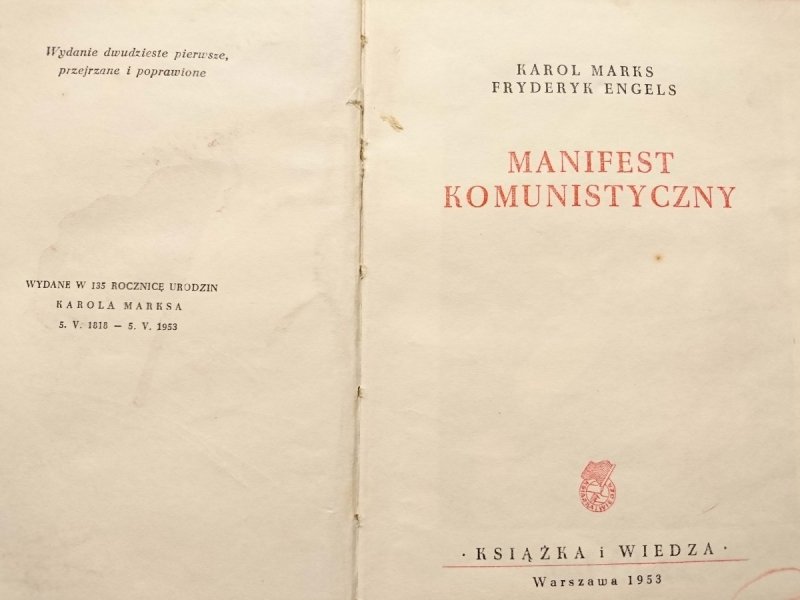 Wydanie dwudzieste pierwsze,
przejrzane i poprawione
WYDANE W 135 ROCZNICĘ URODZIN
KAROLA MARKSA
5. V. 1818 — 5. V. 1953
KAROL MARKS
FRYDERYK ENGELS
MANIFEST
KOMUNISTYCZNY
· KSIĄŻKA i WIEDZA ·
Warszawa 1953